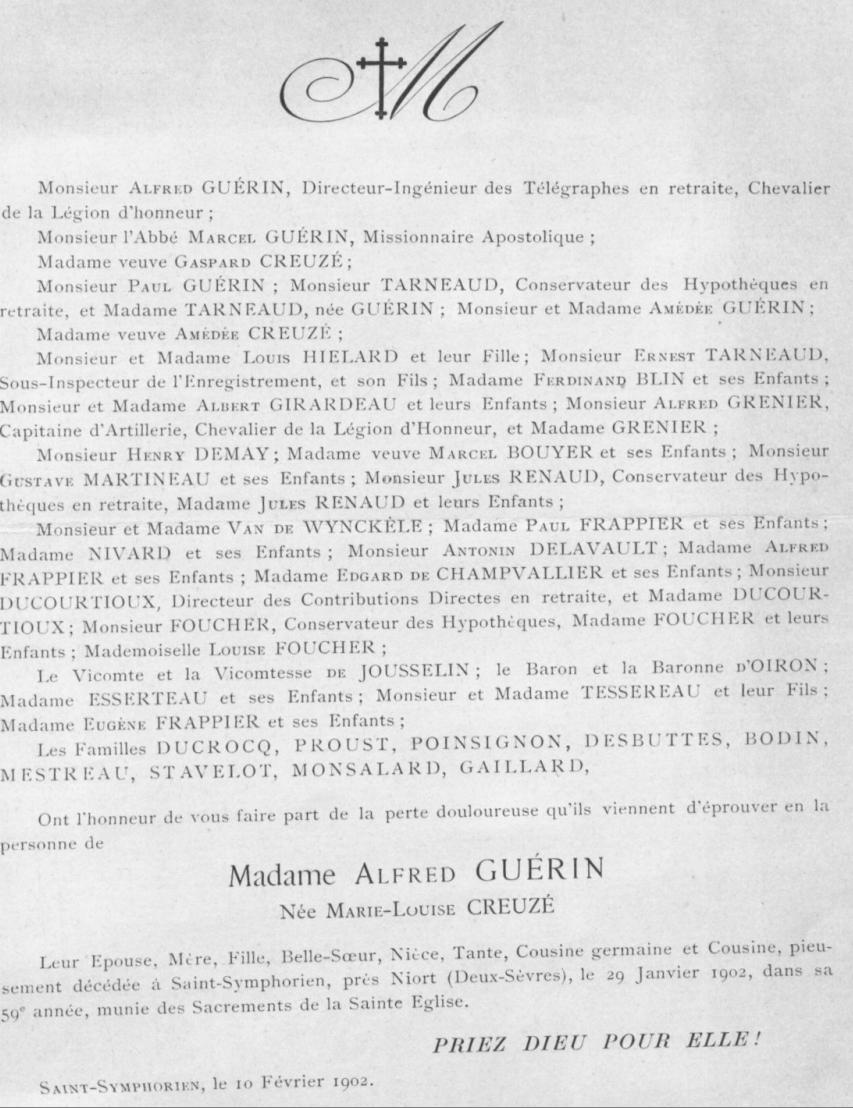 M
Monsieur ALFRED GUÉRIN, Directeur-Ingénieur des Télégraphes en retraite, Chevalier
de la Légion d'honneur ;
Monsieur l'Abbé MARCEL GUÉRIN, Missionnaire Apostolique ;
Madame veuve GASPARD CREUZÉ ;
Monsieur PAUL GUÉRIN ; Monsieur TARNEAUD, Conservateur des Hypothèques en
retraite, et Madame TARNEAUD, née GUÉRIN ; Monsieur et Madame AMÉDÉE GUÉRIN ;
Madame veuve AMÉDÉE CREUZÉ ;
Monsieur et Madame LOUIS HIELARD et leur Fille ; Monsieur ERNEST TARNEAUD,
Sous-Inspecteur de l'Enregistrement, et son Fils ; Madame FERDINAND BLIN et ses Enfants ;
Monsieur et Madame ALBERT GIRARDEAU et leurs Enfants ; Monsieur ALFRED GRENIER,
Capitaine d'Artillerie, Chevalier de la Légion d'Honneur, et Madame GRENIER ;
Monsieur HENRY DEMAY ; Madame veuve MARCEL BOUYER et ses Enfants ; Monsieur
GUSTAVE MARTINEAU et ses Enfants ; Monsieur JULES RENAUD, Conservateur des Hypo-
thèques en retraite, Madame JULES RENAUD et leurs Enfants ;
Monsieur et Madame VAN DE WYNCKÈLE ; Madame PAUL FRAPPIER et ses Enfants ;
Madame NIVARD et ses Enfants ; Monsieur ANTONIN DELAVAULT ; Madame ALFRED
FRAPPIER et ses Enfants ; Madame EDGARD DE CHAMPVALLIER et ses Enfants ; Monsieur
DUCOURTIOUX, Directeur des Contributions Directes en retraite, et Madame DUCOUR-
TIOUX ; Monsieur FOUCHER, Conservateur des Hypothèques, Madame FOUCHER et leurs
Enfants ; Mademoiselle LOUISE FOUCHER ;
Le Vicomte et la Vicomtesse DE JOUSSELIN ; le Baron et la Baronne D'OIRON ;
Madame ESSERTEAU et ses Enfants ; Monsieur et Madame TESSEREAU et leur Fils ;
Madame EUGÈNE FRAPPIER et ses Enfants ;
Les Familles DUCROCQ, PROUST, POINSIGNON, DESBUTTES, BODIN,
MESTREAU, STAVELOT, MONSALARD, GAILLARD,
Ont l'honneur de vous faire part de la perte douloureuse qu'ils viennent d'éprouver en la
personne de
Madame ALFRED GUÉRIN
Née MARIE-LOUISE CREUZÉ
Leur Epouse, Mère, Fille, Belle-Sœur, Nièce, Tante, Cousine germaine et Cousine, pieu-
sement décédée à Saint-Symphorien, près Niort (Deux-Sèvres), le 29 Janvier 1902, dans sa
59e année, munie des Sacrements de la Sainte Eglise.
PRIEZ DIEU POUR ELLE !
SAINT-SYMPHORIEN, le 10 Février 1902.